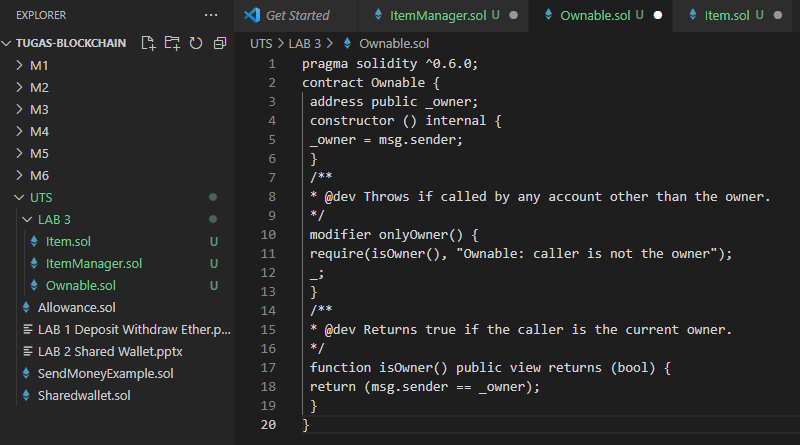 EXPLORER
TUGAS-BLOCKCHAIN
M1
M2
M3
M4
M5
M6
UTS
LAB 3
Item.sol U
ItemManager.sol U
Ownable.sol U
Allowance.sol
LAB 1 Deposit Withdraw Ether.p...
LAB 2 Shared Wallet.pptx
SendMoneyExample.sol
Sharedwallet.sol
Get Started ItemManager.sol U Ownable.sol U Item.sol U
UTS > LAB 3 > Ownable.sol
1 pragma solidity ^0.6.0;
2 contract Ownable {
3 address public _owner;
4 constructor () internal {
5 _owner = msg.sender;
6 }
7 /**
8 * @dev Throws if called by any account other than the owner.
9 */
10 modifier onlyOwner() {
11 require(isOwner(), "Ownable: caller is not the owner");
12 _;
13 }
14 /**
15 * @dev Returns true if the caller is the current owner.
16 */
17 function isOwner() public view returns (bool) {
18 return (msg.sender == _owner);
19 }
20 }